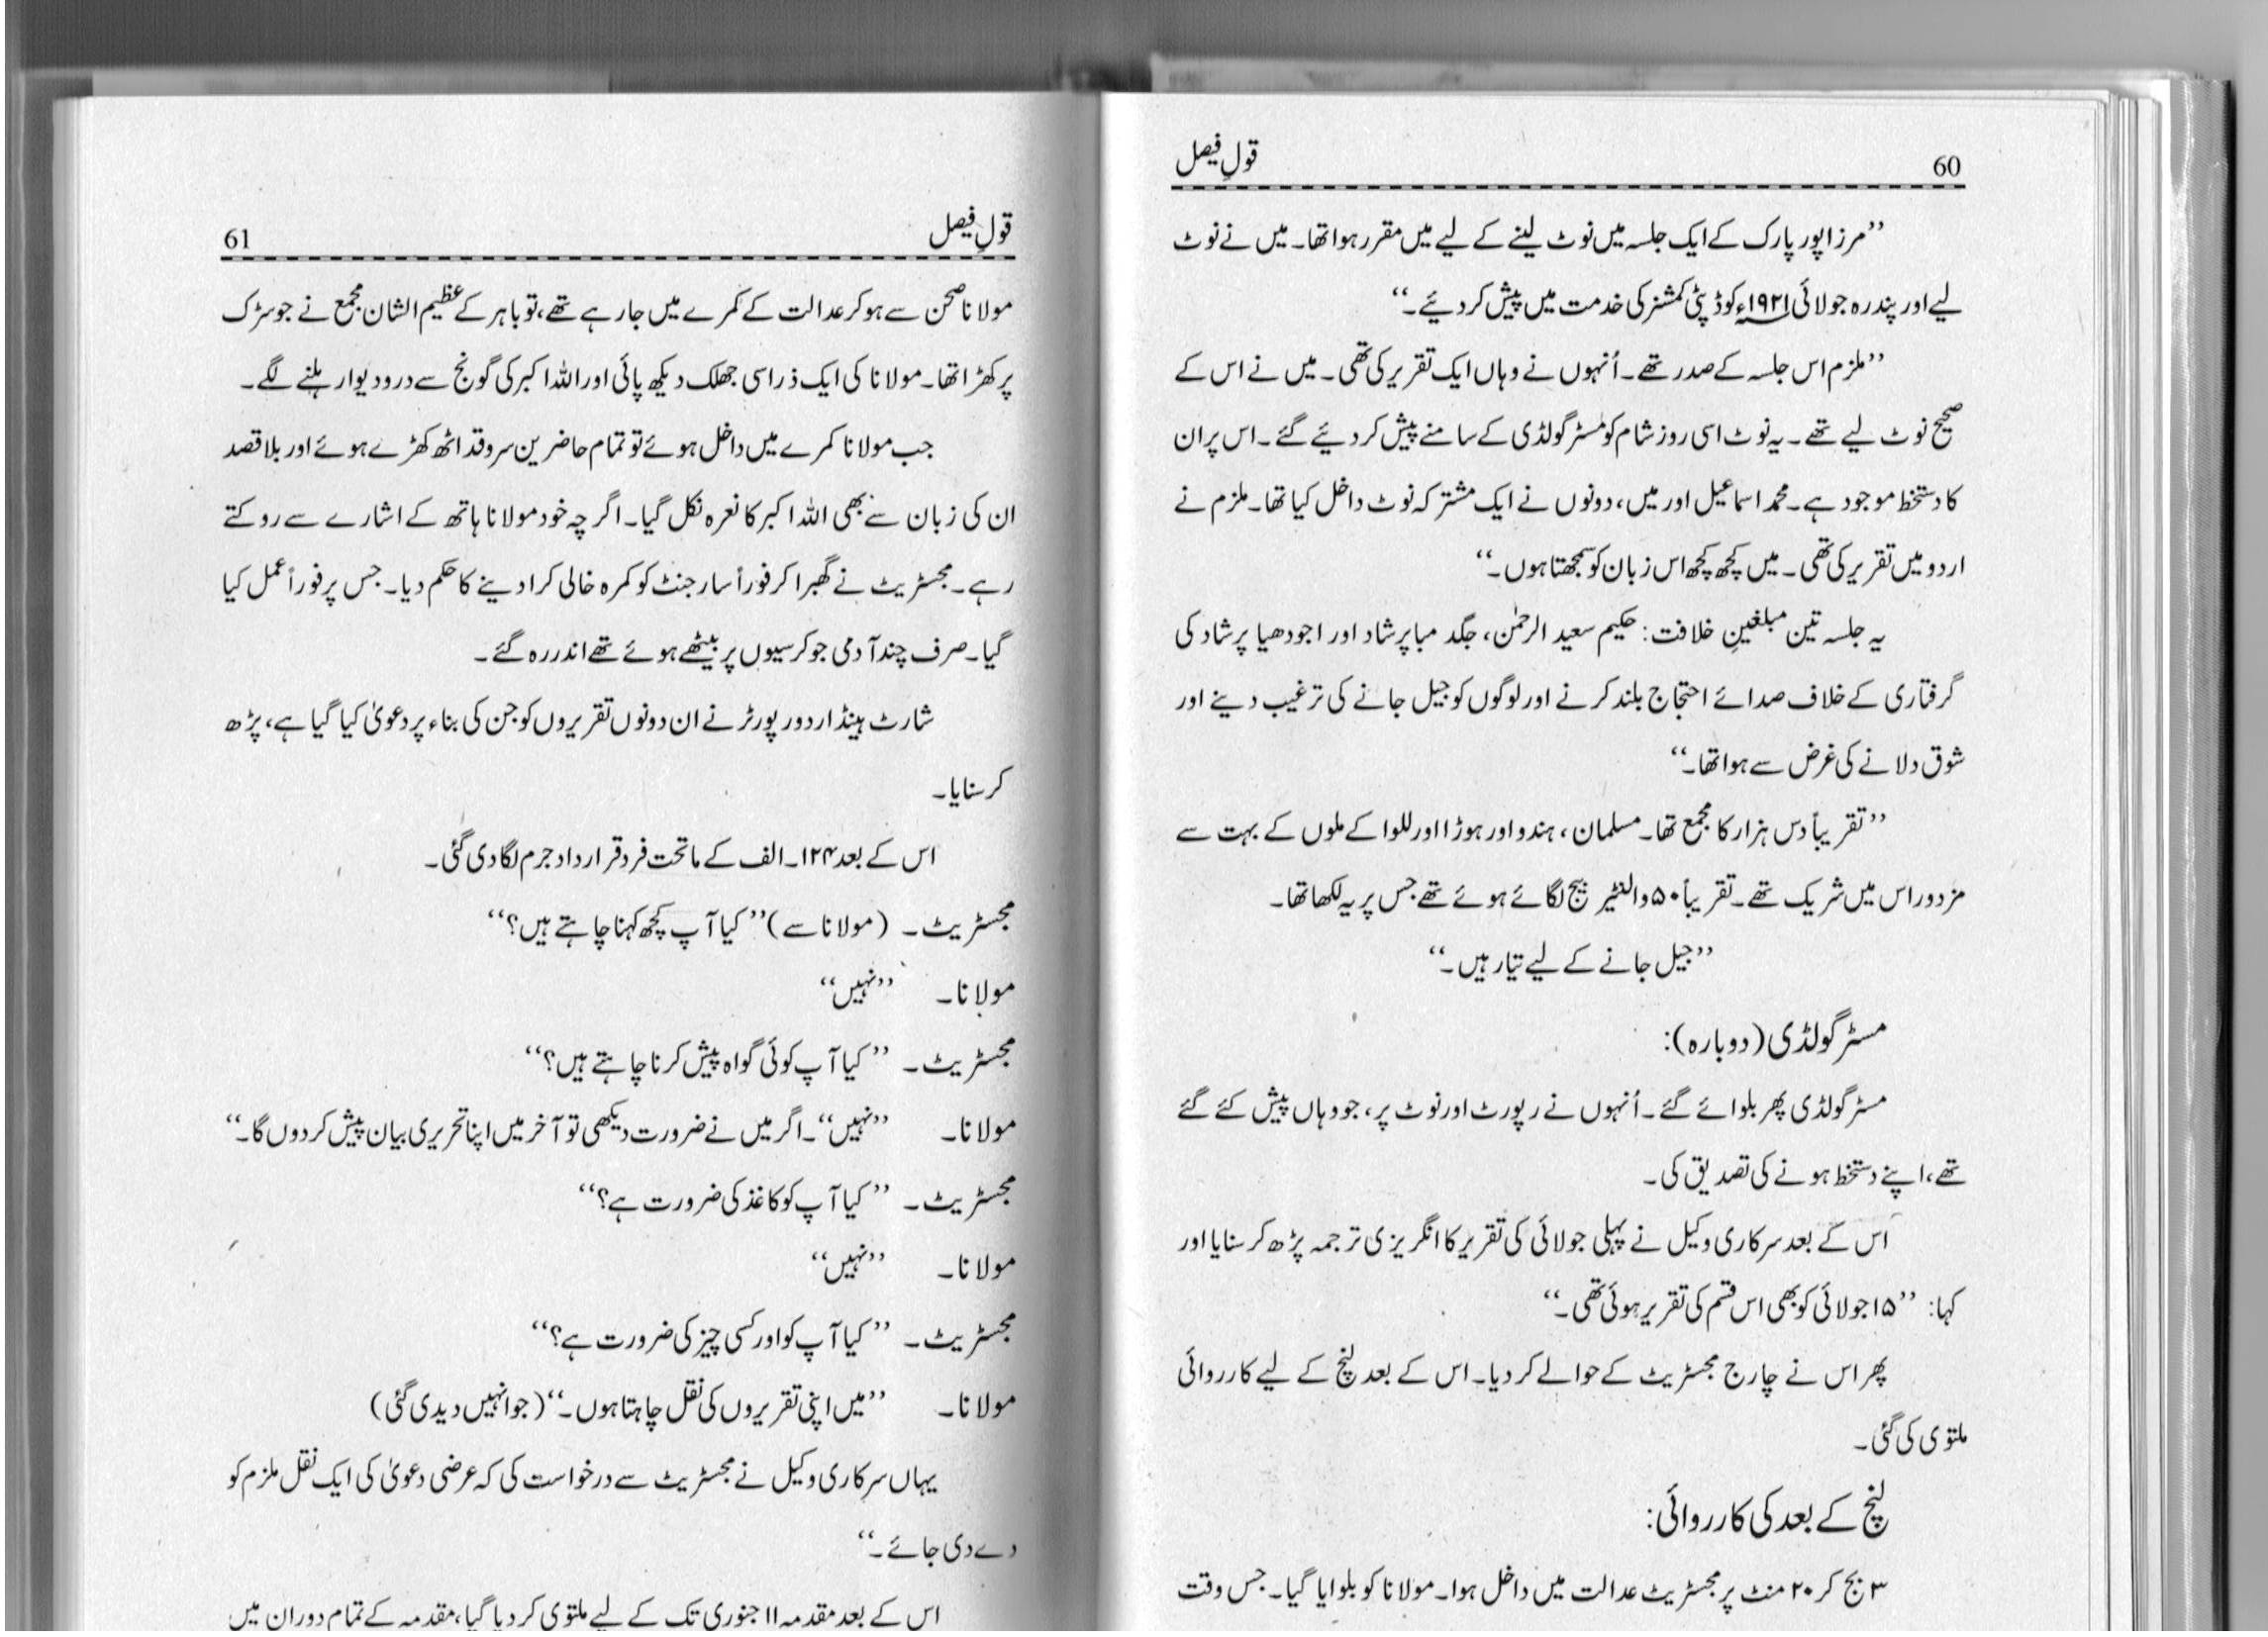 60
قولِ فیصل
’’مرزا پور پارک کے ایک جلسہ میں نوٹ لینے کے لیے میں مقرر ہوا تھا۔ میں نے نوٹ
لیے اور پندرہ جولائی ۱۹۲۱ء کو ڈپٹی کمشنر کی خدمت میں پیش کر دئیے۔‘‘
’’ملزم اس جلسہ کے صدر تھے۔ اُنہوں نے وہاں ایک تقریر کی تھی۔ میں نے اس کے
صحیح نوٹ لیے تھے۔ یہ نوٹ اسی روز شام کو مسٹر گولڈی کے سامنے پیش کر دئیے گئے۔ اس پر ان
کا دستخط موجود ہے۔ محمد اسماعیل اور میں، دونوں نے ایک مشترکہ نوٹ داخل کیا تھا۔ ملزم نے
اردو میں تقریر کی تھی۔ میں کچھ کچھ اس زبان کو سمجھتا ہوں۔‘‘
یہ جلسہ تین مبلغینِ خلافت: حکیم سعید الرحمٰن، جگد مبا پرشاد اور اجودھیا پرشاد کی
گرفتاری کے خلاف صدائے احتجاج بلند کرنے اور لوگوں کو جیل جانے کی ترغیب دینے اور
شوق دلانے کی غرض سے ہوا تھا۔‘‘
’’تقریباً دس ہزار کا مجمع تھا۔ مسلمان، ہندو اور ہوڑا اور للوا کے ملوں کے بہت سے
مزدور اس میں شریک تھے۔ تقریباً ۵۰ والنٹیر بیج لگائے ہوئے تھے جس پر یہ لکھا تھا۔
’’جیل جانے کے لیے تیار ہیں۔‘‘
مسٹر گولڈی (دوبارہ):
مسٹر گولڈی پھر بلوائے گئے۔ اُنہوں نے رپورٹ اور نوٹ پر، جو وہاں پیش کئے گئے
تھے، اپنے دستخط ہونے کی تصدیق کی۔
اس کے بعد سرکاری وکیل نے پہلی جولائی کی تقریر کا انگریزی ترجمہ پڑھ کر سنایا اور
کہا: ’’۱۵ جولائی کو بھی اس قسم کی تقریر ہوئی تھی۔‘‘
پھر اس نے چارج مجسٹریٹ کے حوالے کر دیا۔ اس کے بعد لنچ کے لیے کارروائی
ملتوی کی گئی۔
لنچ کے بعد کی کارروائی:
۳ بج کر ۲۰ منٹ پر مجسٹریٹ عدالت میں داخل ہوا۔ مولانا کو بلوایا گیا۔ جس وقت
قولِ فیصل
61
مولانا صحن سے ہو کر عدالت کے کمرے میں جا رہے تھے، تو باہر کے عظیم الشان مجمع نے جو سڑک
پر کھڑا تھا۔ مولانا کی ایک ذرا سی جھلک دیکھ پائی اور اللہ اکبر کی گونج سے در و دیوار ہلنے لگے۔
جب مولانا کمرے میں داخل ہوئے تو تمام حاضرین سروقد اٹھ کھڑے ہوئے اور بلا قصد
ان کی زبان سے بھی اللہ اکبر کا نعرہ نکل گیا۔ اگر چہ خود مولانا ہاتھ کے اشارے سے روکتے
رہے۔ مجسٹریٹ نے گھبرا کر فوراً سارجنٹ کو کمرہ خالی کرا دینے کا حکم دیا۔ جس پر فوراً عمل کیا
گیا۔ صرف چند آدمی جو کرسیوں پر بیٹھے ہوئے تھے اندر رہ گئے۔
شارٹ ہینڈ اردو رپورٹر نے ان دونوں تقریروں کو جن کی بناء پر دعویٰ کیا گیا ہے، پڑھ
کر سنایا۔
اس کے بعد ۱۲۴۔ الف کے ماتحت فرد قرارداد جرم لگا دی گئی۔
مجسٹریٹ۔ (مولانا سے) ’’کیا آپ کچھ کہنا چاہتے ہیں؟‘‘
مولانا۔ ’’نہیں‘‘
مجسٹریٹ۔ ’’کیا آپ کوئی گواہ پیش کرنا چاہتے ہیں؟‘‘
مولانا۔ ’’نہیں‘‘۔ اگر میں نے ضرورت دیکھی تو آخر میں اپنا تحریری بیان پیش کر دوں گا۔‘‘
مجسٹریٹ۔ ’’کیا آپ کو کاغذ کی ضرورت ہے؟‘‘
مولانا۔ ’’نہیں‘‘
مجسٹریٹ۔ ’’کیا آپ کو اور کسی چیز کی ضرورت ہے؟‘‘
مولانا۔ ’’میں اپنی تقریروں کی نقل چاہتا ہوں۔‘‘ (جو انہیں دیدی گئی)
یہاں سرکاری وکیل نے مجسٹریٹ سے درخواست کی کہ عرضی دعویٰ کی ایک نقل ملزم کو
دے دی جائے۔‘‘
اس کے بعد مقدمہ ۱۱ جنوری تک کے لیے ملتوی کر دیا گیا، مقدمہ کے تمام دوران میں